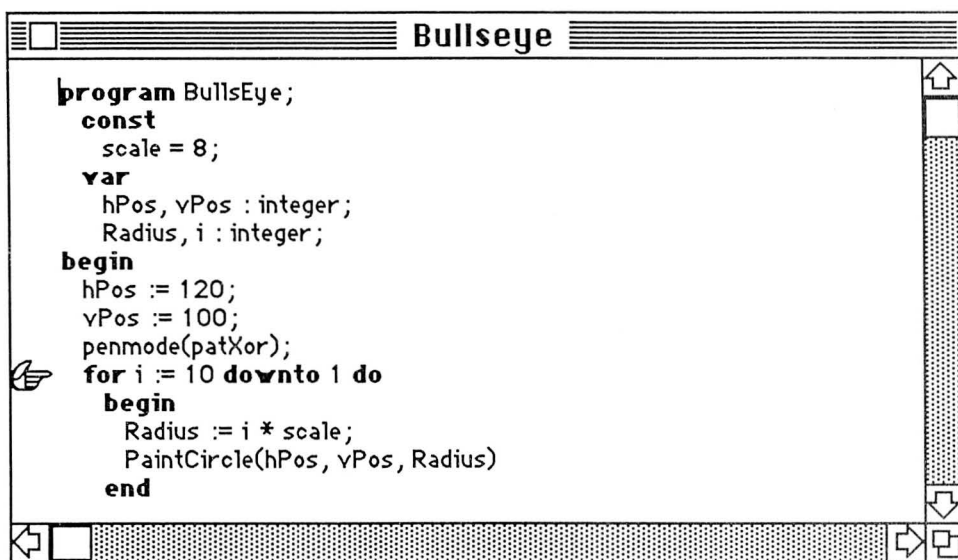 Bullseye
program BullsEye;
const
scale = 8;
var
hPos, vPos : integer;
Radius, i : integer;
begin
hPos := 120;
vPos := 100;
penmode(patXor);
for i := 10 downto 1 do
begin
Radius := i * scale;
PaintCircle(hPos, vPos, Radius)
end